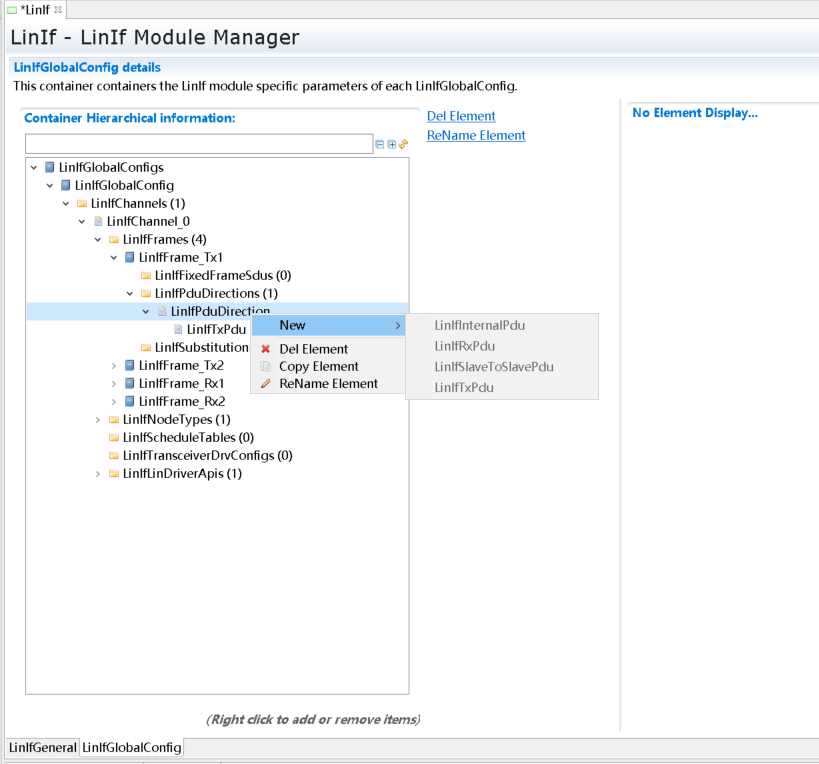 *LinIf
LinIf - LinIf Module Manager
LinIfGlobalConfig details
This container containers the LinIf module specific parameters of each LinIfGlobalConfig.
Container Hierarchical information:
Del Element
ReName Element
No Element Display...
LinIfGlobalConfigs
LinIfGlobalConfig
LinIfChannels (1)
LinIfChannel_0
LinIfFrames (4)
LinIfFrame_Tx1
LinIfFixedFrameSdus (0)
LinIfPduDirections (1)
LinIfPduDirection
LinIfTxPdu
LinIfSubstitution
LinIfFrame_Tx2
LinIfFrame_Rx1
LinIfFrame_Rx2
LinIfNodeTypes (1)
LinIfScheduleTables (0)
LinIfTransceiverDrvConfigs (0)
LinIfLinDriverApis (1)
New
Del Element
Copy Element
ReName Element
LinIfInternalPdu
LinIfRxPdu
LinIfSlaveToSlavePdu
LinIfTxPdu
(Right click to add or remove items)
LinIfGeneral LinIfGlobalConfig